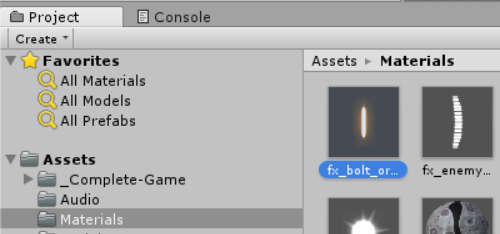 Project
Console
Create
Favorites
All Materials
All Models
All Prefabs
Assets
_Complete-Game
Audio
Materials
Assets ▸ Materials
fx_bolt_or...
fx_enemy...